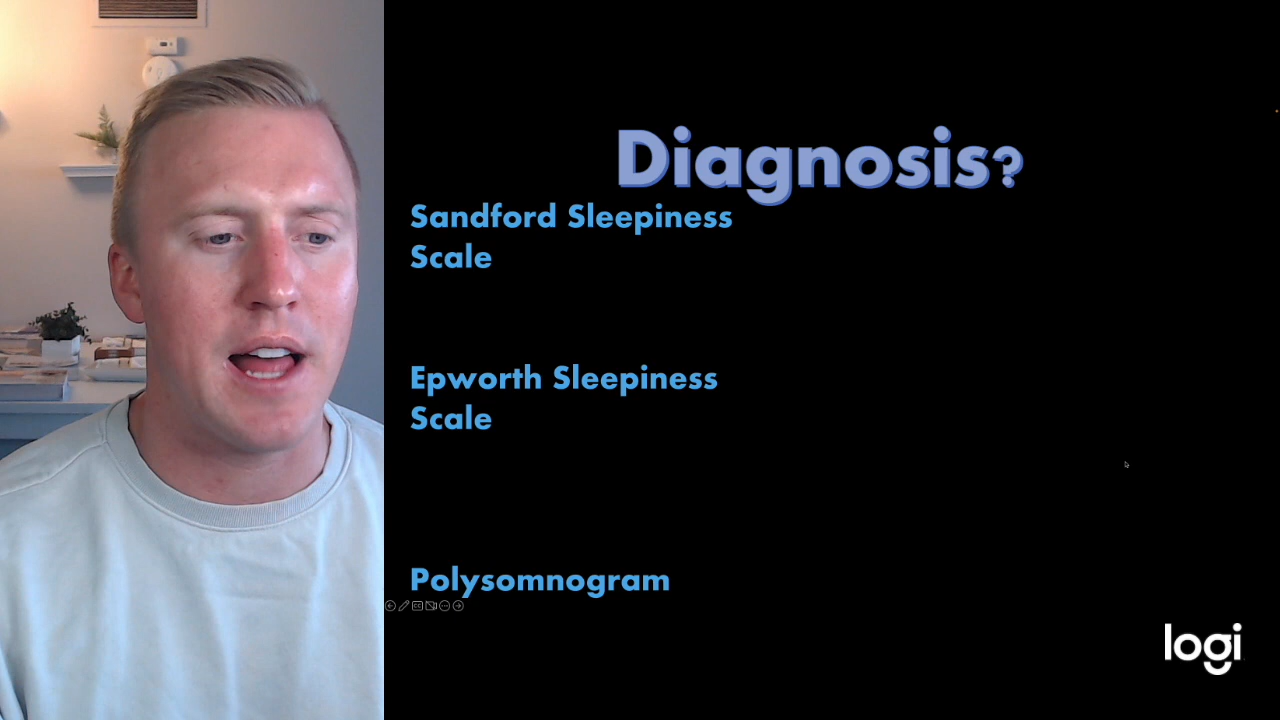 Diagnosis?
Sandford Sleepiness
Scale
Epworth Sleepiness
Scale
Polysomnogram
logi